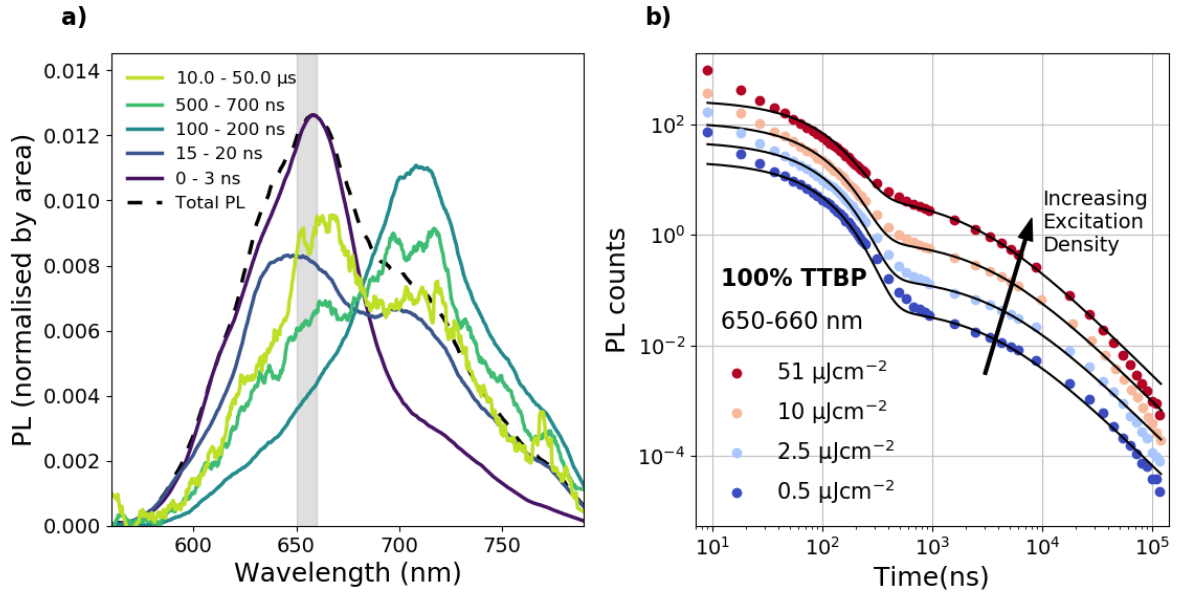 a)
PL (normalised by area)
0.014
0.012
0.010
0.008
0.006
0.004
0.002
0.000
10.0 - 50.0 µs
500 - 700 ns
100 - 200 ns
15 - 20 ns
0 - 3 ns
Total PL
600
650
700
750
Wavelength (nm)
b)
PL counts
10²
10⁰
10⁻²
10⁻⁴
Increasing
Excitation
Density
100% TTBP
650-660 nm
51 µJcm⁻²
10 µJcm⁻²
2.5 µJcm⁻²
0.5 µJcm⁻²
10¹
10²
10³
10⁴
10⁵
Time(ns)